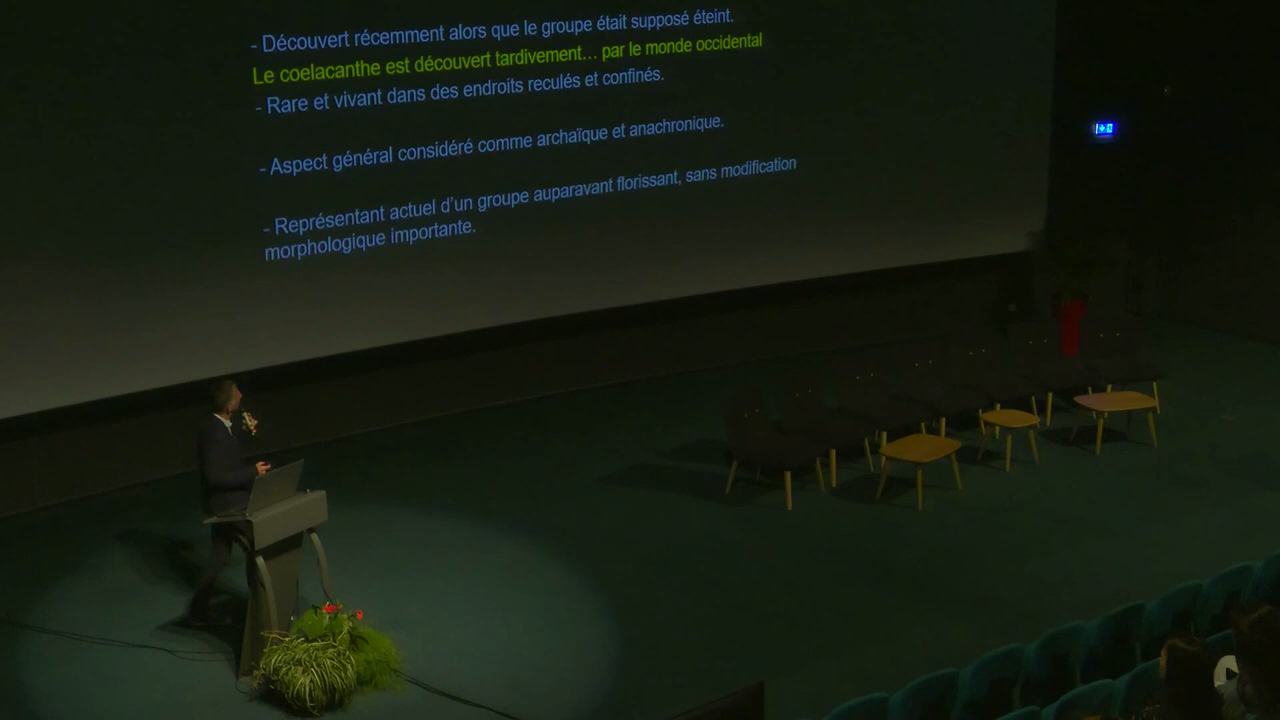 - Découvert récemment alors que le groupe était supposé éteint.
Le coelacanthe est découvert tardivement... par le monde occidental
- Rare et vivant dans des endroits reculés et confinés.
- Aspect général considéré comme archaïque et anachronique.
- Représentant actuel d'un groupe auparavant florissant, sans modification
morphologique importante.